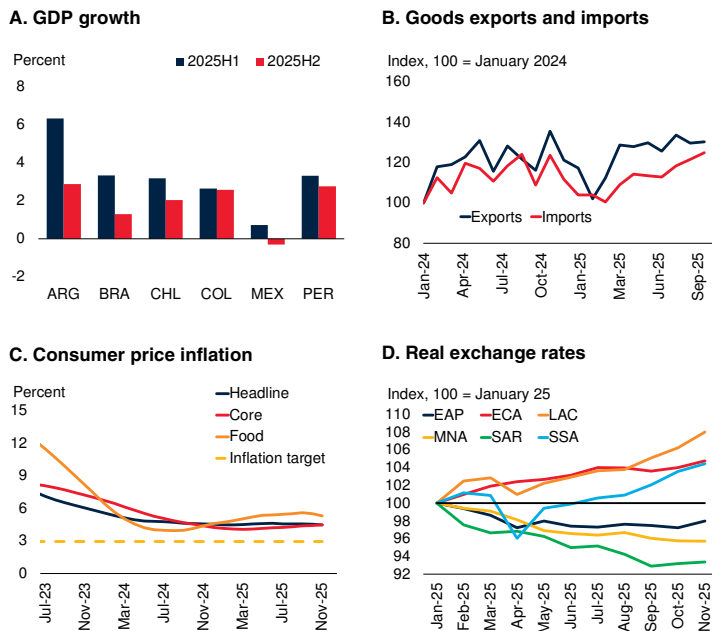 A. GDP growth
Percent
2025H1 2025H2
8
6
4
2
0
-2
ARG BRA CHL COL MEX PER
B. Goods exports and imports
Index, 100 = January 2024
160
140
120
100
80
Exports Imports
Jan-24 Apr-24 Jul-24 Oct-24 Jan-25 Mar-25 Jun-25 Sep-25
C. Consumer price inflation
Percent
15
12
9
6
3
0
Headline
Core
Food
Inflation target
Jul-23 Nov-23 Mar-24 Jul-24 Nov-24 Mar-25 Jul-25 Nov-25
D. Real exchange rates
Index, 100 = January 25
110
108
106
104
102
100
98
96
94
92
EAP ECA LAC
MNA SAR SSA
Jan-25 Feb-25 Mar-25 Apr-25 May-25 Jun-25 Jul-25 Aug-25 Sep-25 Oct-25 Nov-25